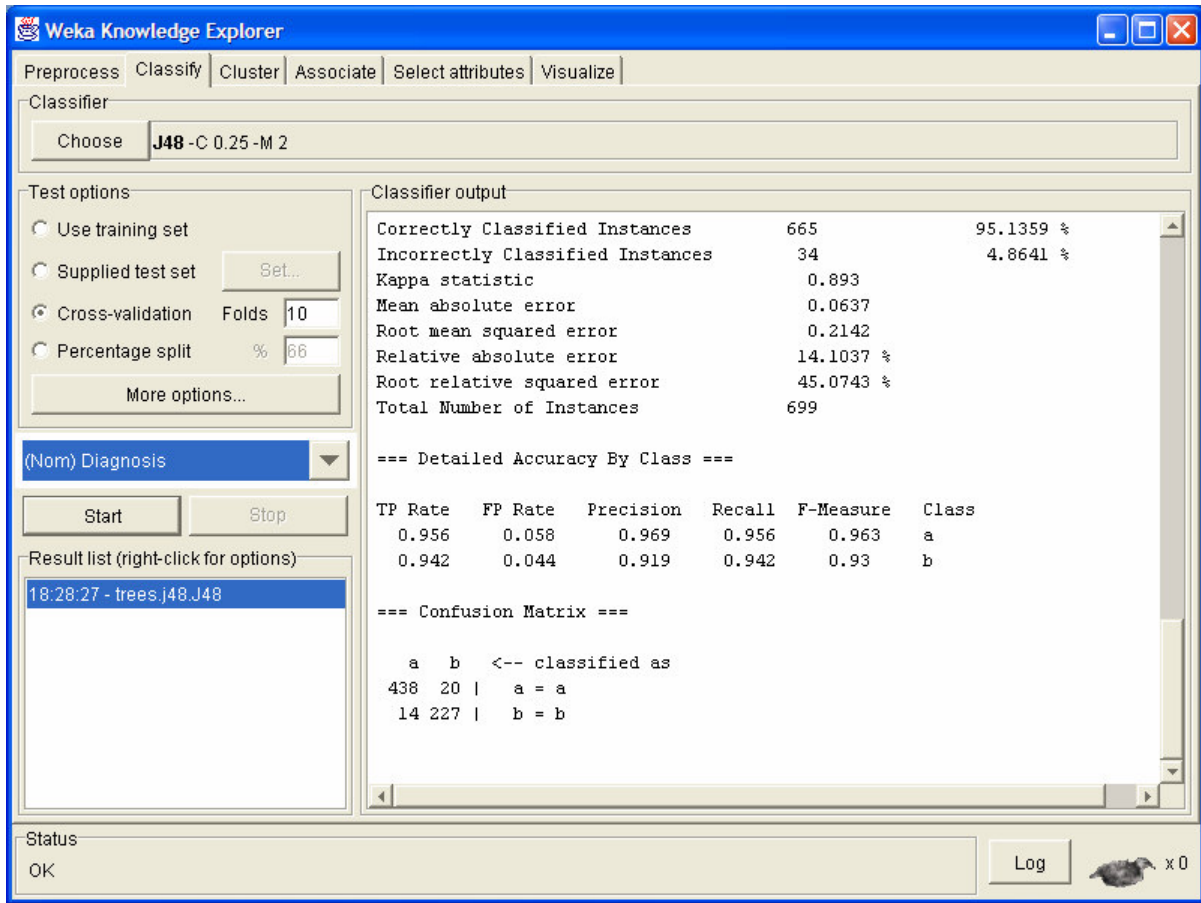 Weka Knowledge Explorer
Preprocess Classify Cluster Associate Select attributes Visualize
Classifier
Choose J48 -C 0.25 -M 2
Test options
Use training set
Supplied test set Set...
Cross-validation Folds 10
Percentage split % 66
More options...
(Nom) Diagnosis
Start Stop
Result list (right-click for options)
18:28:27 - trees.j48.J48
Classifier output
Correctly Classified Instances 665 95.1359 %
Incorrectly Classified Instances 34 4.8641 %
Kappa statistic 0.893
Mean absolute error 0.0637
Root mean squared error 0.2142
Relative absolute error 14.1037 %
Root relative squared error 45.0743 %
Total Number of Instances 699
=== Detailed Accuracy By Class ===
TP Rate FP Rate Precision Recall F-Measure Class
0.956 0.058 0.969 0.956 0.963 a
0.942 0.044 0.919 0.942 0.93 b
=== Confusion Matrix ===
a b <-- classified as
438 20 | a = a
14 227 | b = b
Status
OK
Log x 0